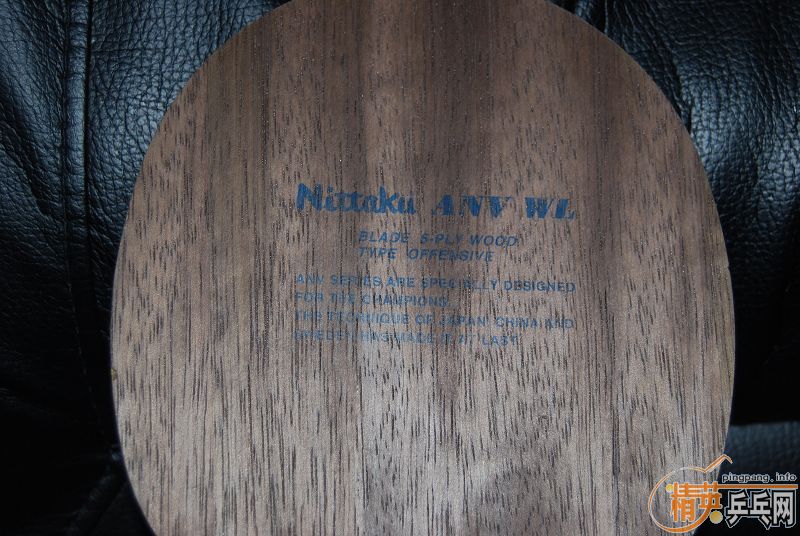 Nittaku ANV WL
BLADE 5-PLY WOOD
TYPE OFFENSIVE
ANV SERIES ARE SPECIALLY DESIGNED
FOR THE CHAMPIONS.
THE TECHNIQUE OF JAPAN CHINA AND
SWEDEN HAS MADE IT AT LAST
pingpang.info
精英乒乓网